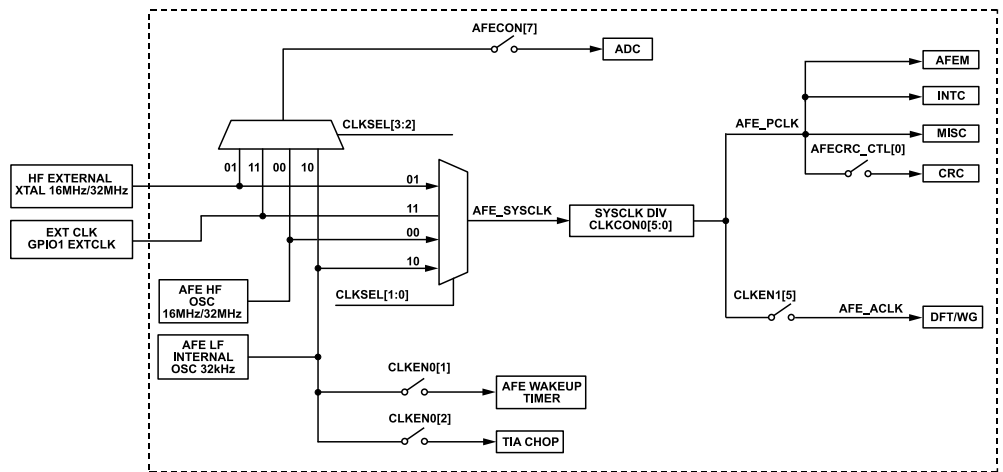 AFECON[7]
ADC
CLKSEL[3:2]
01 11 00 10
HF EXTERNAL
XTAL 16MHz/32MHz
EXT CLK
GPIO1 EXTCLK
AFE HF
OSC
16MHz/32MHz
AFE LF
INTERNAL
OSC 32kHz
01
11
00
10
CLKSEL[1:0]
AFE_SYSCLK
SYSCLK DIV
CLKCON0[5:0]
AFE_PCLK
AFEM
INTC
MISC
AFECRC_CTL[0]
CRC
CLKEN1[5]
AFE_ACLK
DFT/WG
CLKEN0[1]
AFE WAKEUP
TIMER
CLKEN0[2]
TIA CHOP